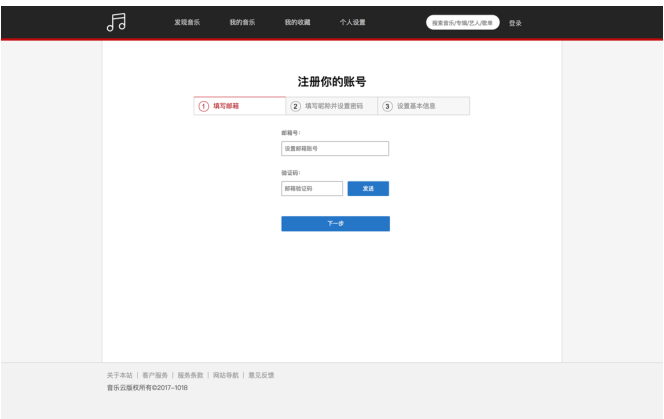 发现音乐 我的音乐 我的收藏 个人设置 搜索音乐/专辑/艺人/歌单 登录
注册你的账号
1 填写邮箱 2 填写昵称并设置密码 3 设置基本信息
邮箱号:
设置邮箱账号
验证码:
邮箱验证码 发送
下一步
关于本站 | 客户服务 | 服务条款 | 网站导航 | 意见反馈
音乐云版权所有©2017-1018